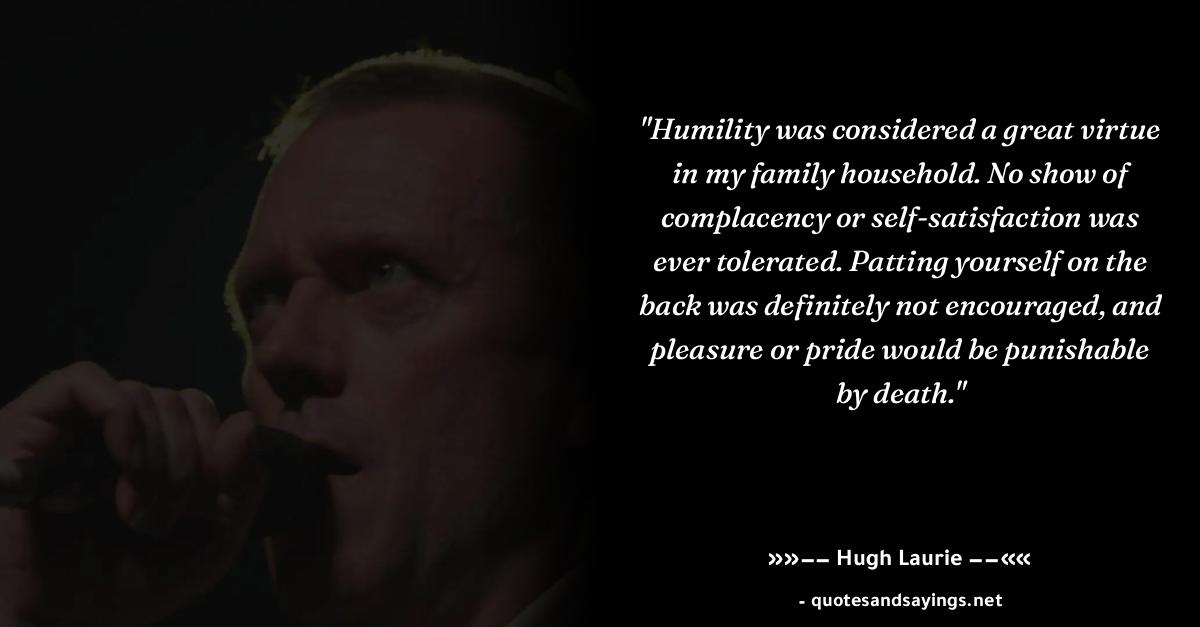 "Humility was considered a great virtue
in my family household. No show of
complacency or self-satisfaction was
ever tolerated. Patting yourself on the
back was definitely not encouraged, and
pleasure or pride would be punishable
by death."
»»−− Hugh Laurie −−««
- quotesandsayings.net